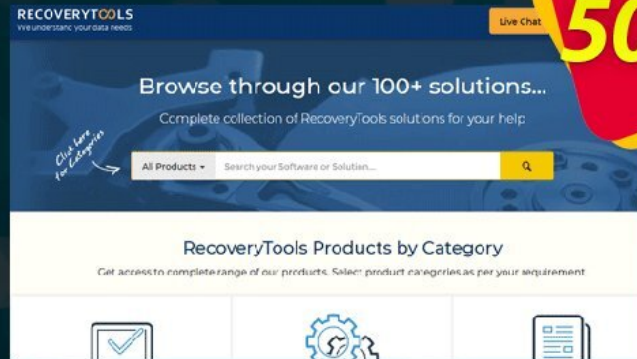 RECOVERYTOOLS
We understand your data needs
Live Chat
50
Browse through our 100+ solutions...
Complete collection of RecoveryTools solutions for your help
Click here
for Categories
All Products
Search your Software or Solution...
RecoveryTools Products by Category
Get access to complete range of our products. Select product categories as per your requirement